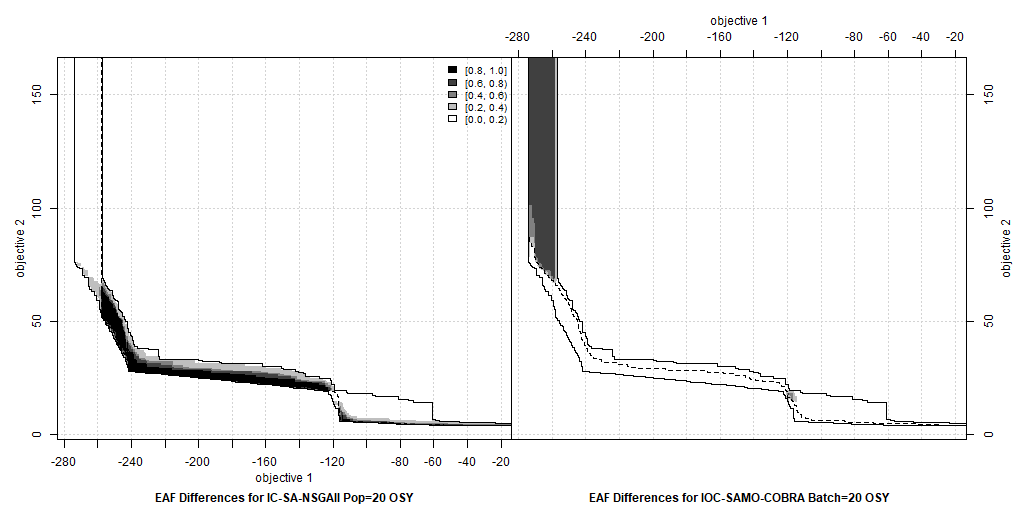 objective 1
-280 -240 -200 -160 -120 -80 -60 -40 -20
[0.8, 1.0]
[0.6, 0.8)
[0.4, 0.6)
[0.2, 0.4)
[0.0, 0.2)
objective 2
0 50 100 150
0 50 100 150
objective 2
-280 -240 -200 -160 -120 -80 -60 -40 -20
objective 1
EAF Differences for IC-SA-NSGAII Pop=20 OSY
EAF Differences for IOC-SAMO-COBRA Batch=20 OSY